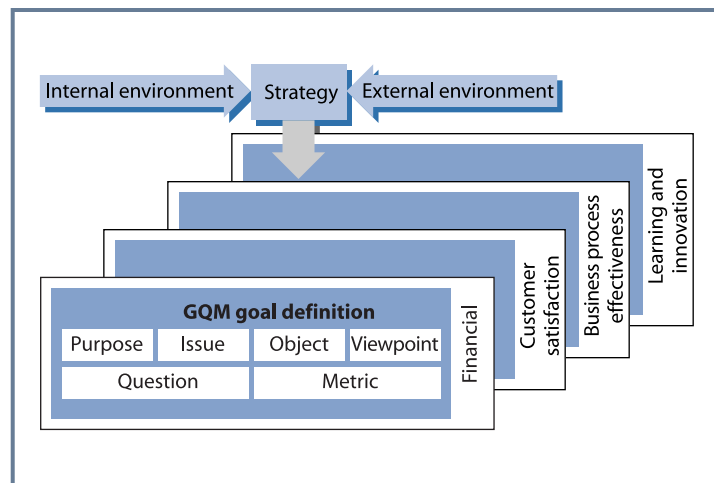 Internal environment
Strategy
External environment
GQM goal definition
Purpose
Issue
Object
Viewpoint
Question
Metric
Financial
Customer
satisfaction
Business process
effectiveness
Learning and
innovation